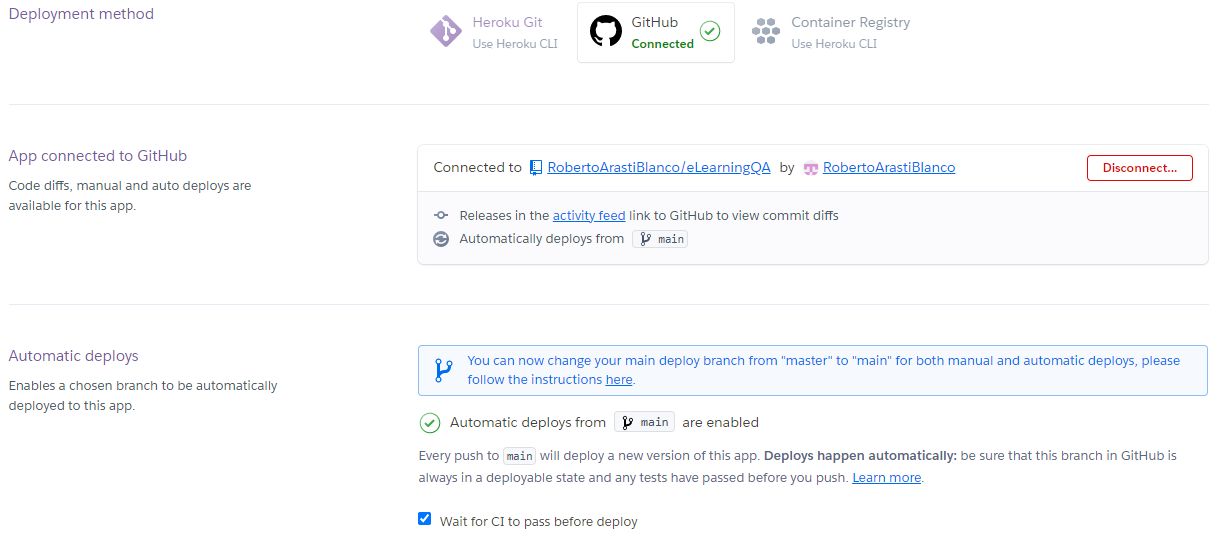 Deployment method
Heroku Git
Use Heroku CLI
GitHub
Connected
Container Registry
Use Heroku CLI
App connected to GitHub
Code diffs, manual and auto deploys are
available for this app.
Connected to RobertoArastiBlanco/eLearningQA by RobertoArastiBlanco
Disconnect...
Releases in the activity feed link to GitHub to view commit diffs
Automatically deploys from main
Automatic deploys
Enables a chosen branch to be automatically
deployed to this app.
You can now change your main deploy branch from "master" to "main" for both manual and automatic deploys, please
follow the instructions here.
Automatic deploys from main are enabled
Every push to main will deploy a new version of this app. Deploys happen automatically: be sure that this branch in GitHub is
always in a deployable state and any tests have passed before you push. Learn more.
Wait for CI to pass before deploy